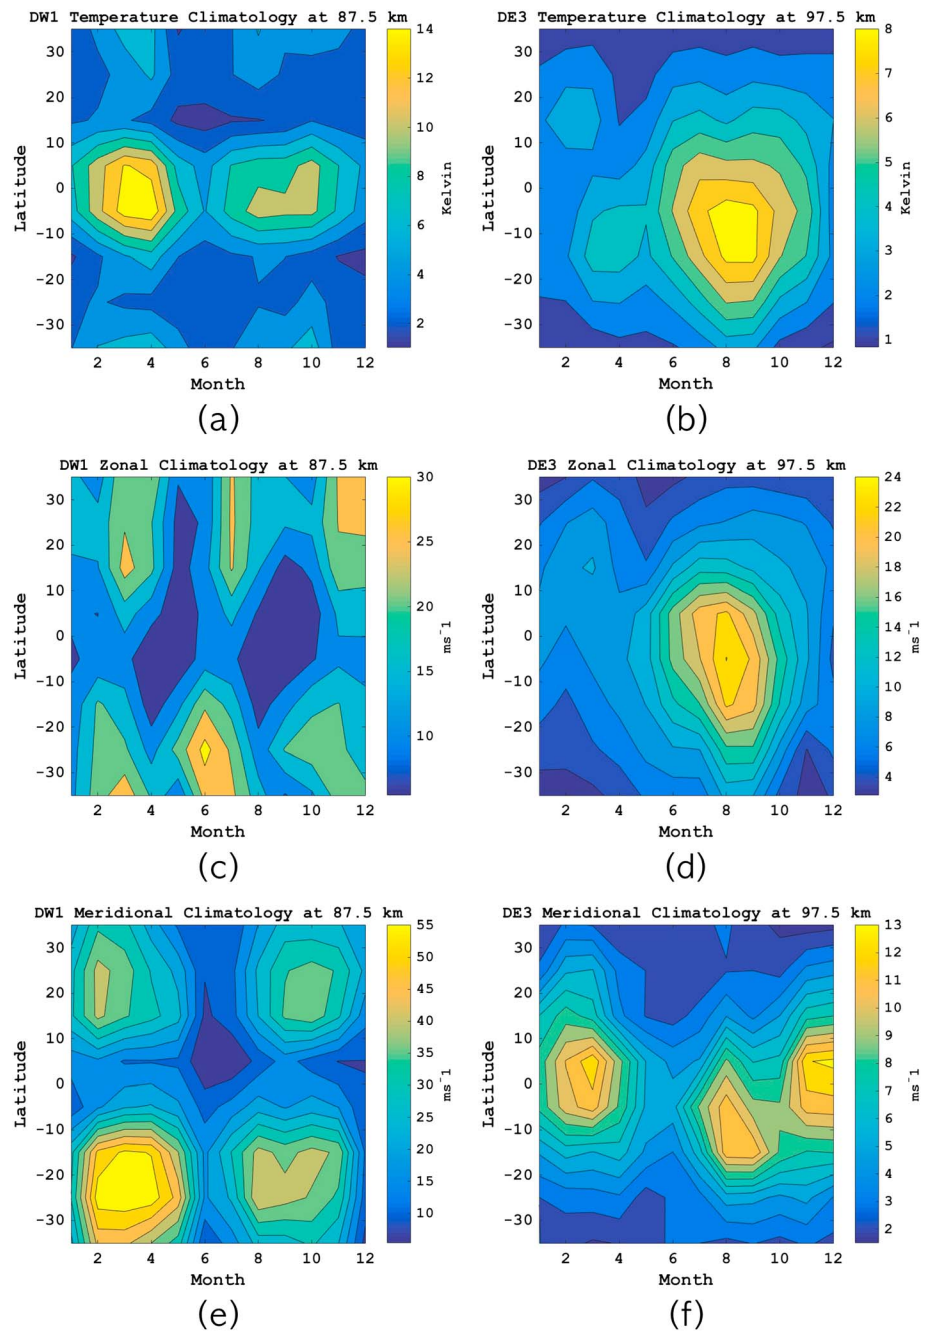 DW1 Temperature Climatology at 87.5 km
30
20
10
0
-10
-20
-30
Latitude
2 4 6 8 10 12
Month
14
12
10
8
6
4
2
Kelvin
(a)
DE3 Temperature Climatology at 97.5 km
30
20
10
0
-10
-20
-30
Latitude
2 4 6 8 10 12
Month
8
7
6
5
4
3
2
1
Kelvin
(b)
DW1 Zonal Climatology at 87.5 km
30
20
10
0
-10
-20
-30
Latitude
2 4 6 8 10 12
Month
30
25
20
15
10
ms⁻1
(c)
DE3 Zonal Climatology at 97.5 km
30
20
10
0
-10
-20
-30
Latitude
2 4 6 8 10 12
Month
24
22
20
18
16
14
12
10
8
6
4
ms⁻1
(d)
DW1 Meridional Climatology at 87.5 km
30
20
10
0
-10
-20
-30
Latitude
2 4 6 8 10 12
Month
55
50
45
40
35
30
25
20
15
10
ms⁻1
(e)
DE3 Meridional Climatology at 97.5 km
30
20
10
0
-10
-20
-30
Latitude
2 4 6 8 10 12
Month
13
12
11
10
9
8
7
6
5
4
3
2
ms⁻1
(f)